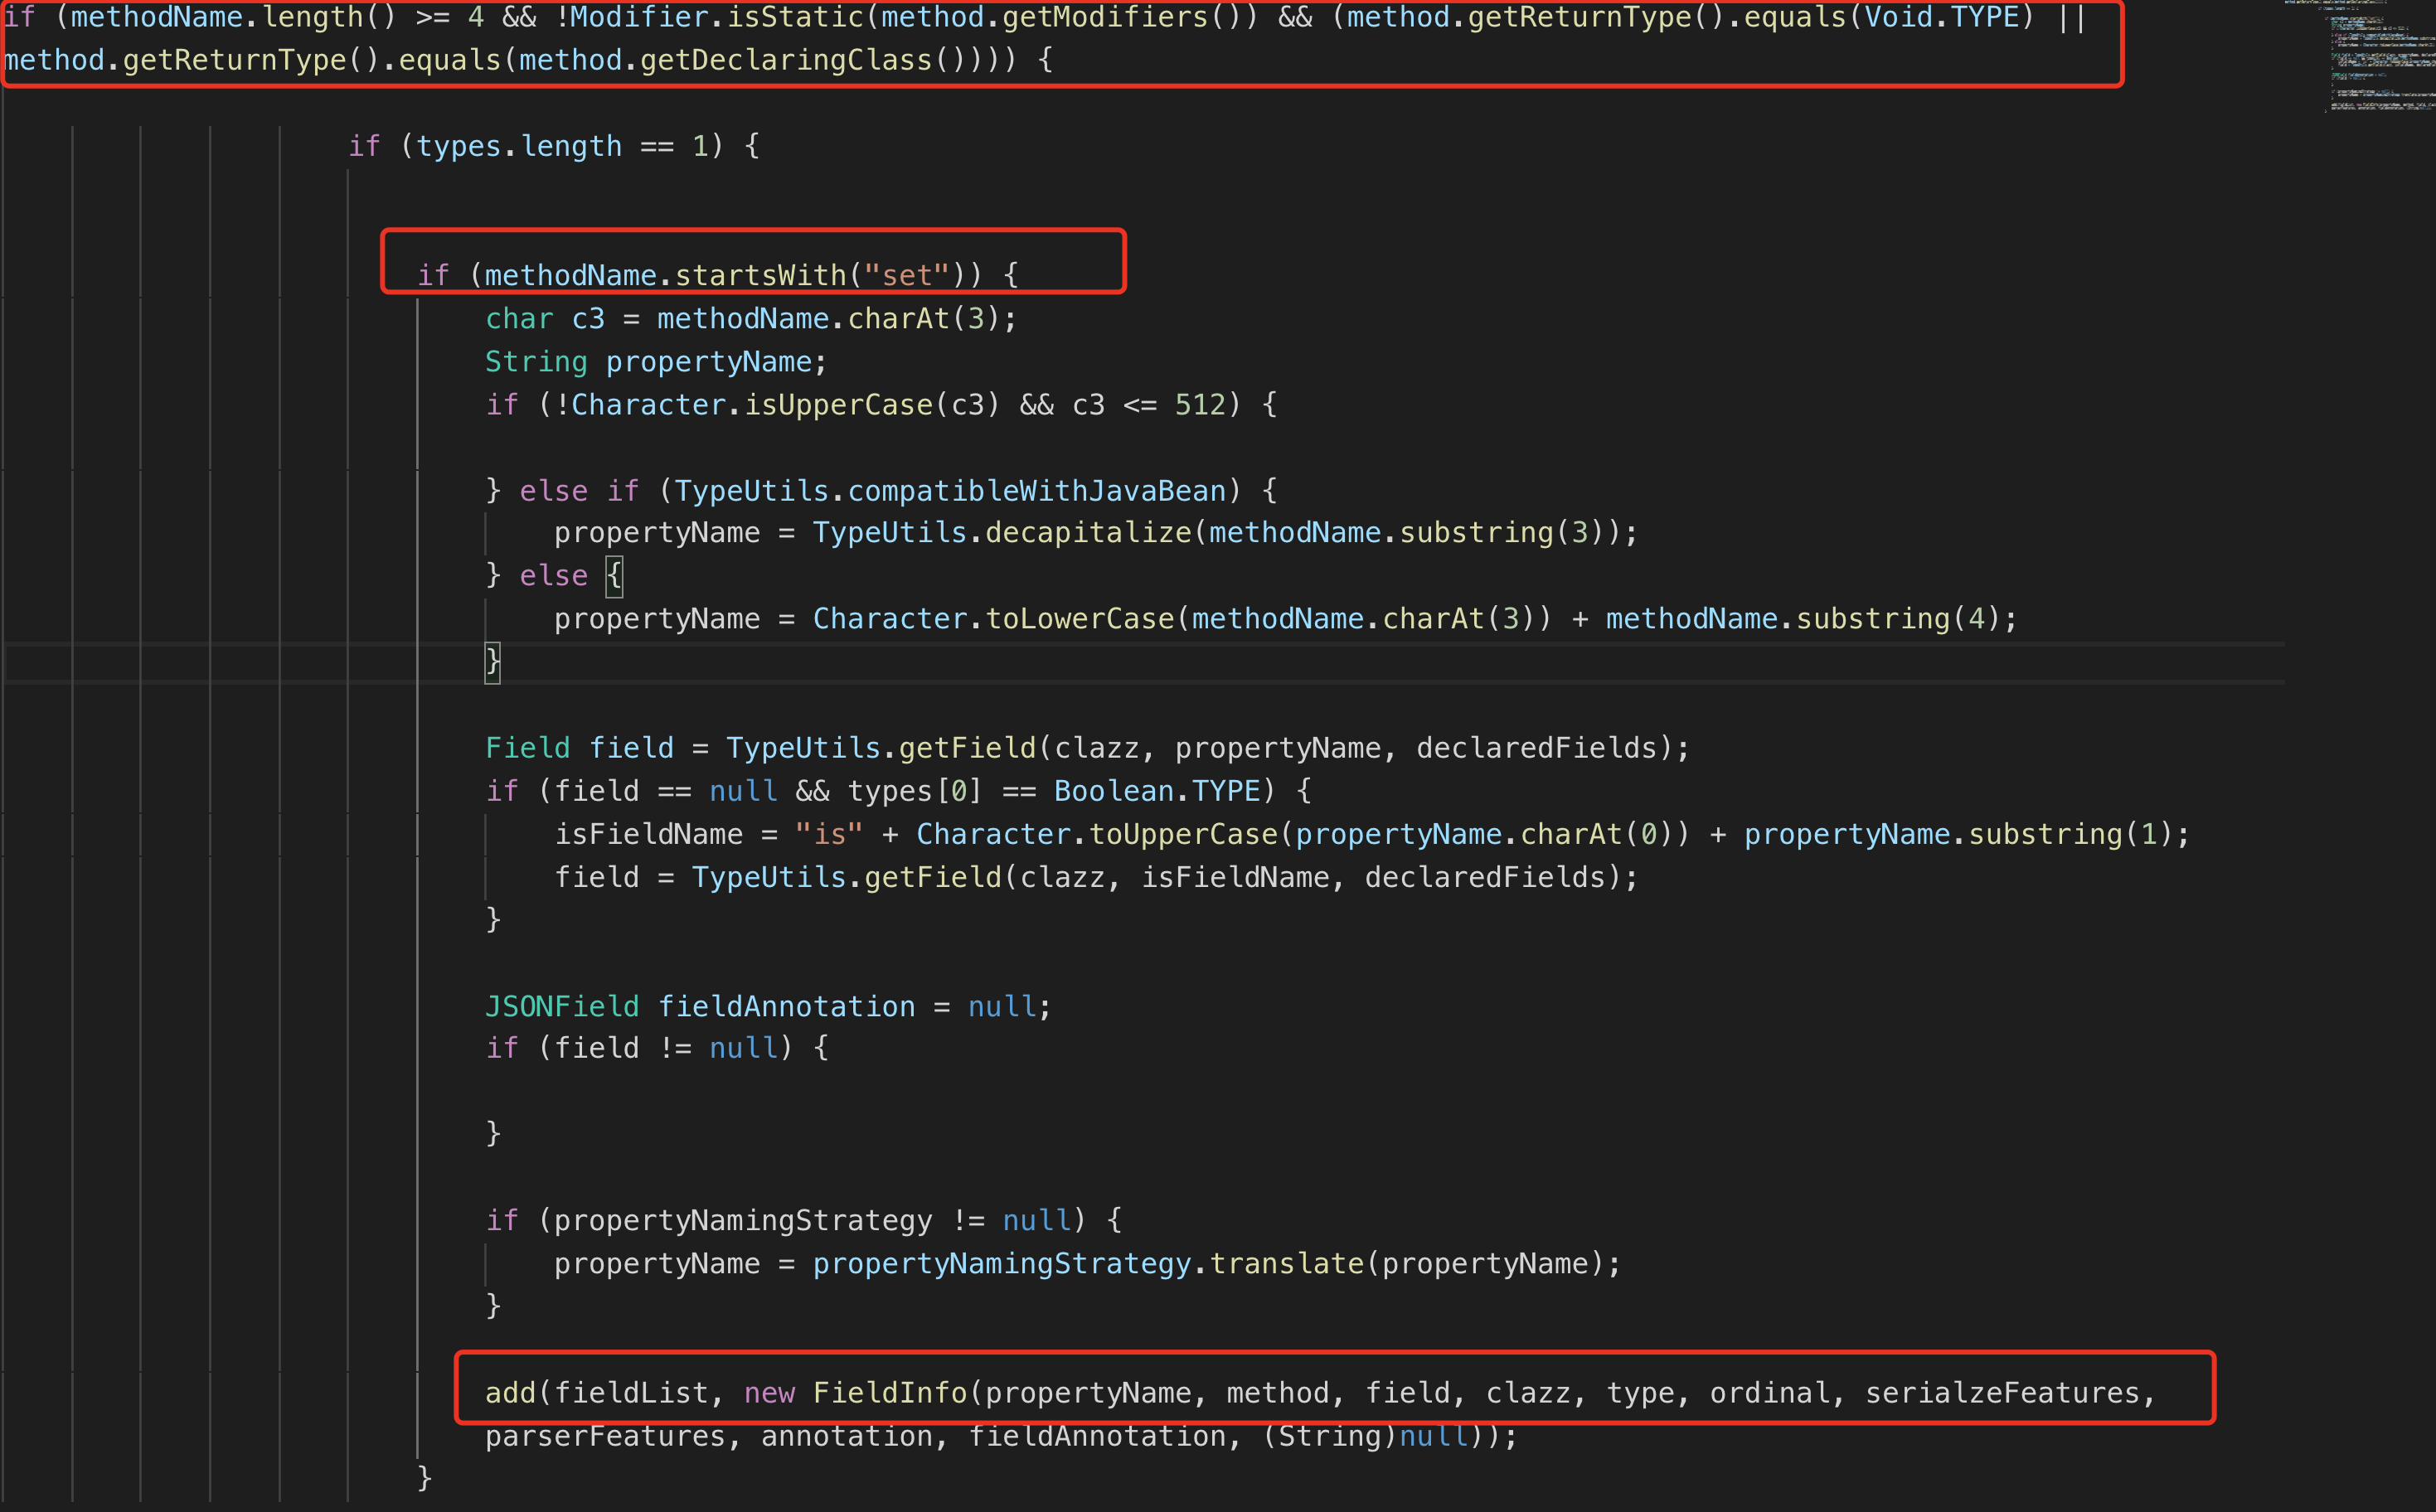 if (methodName.length() >= 4 && !Modifier.isStatic(method.getModifiers()) && (method.getReturnType().equals(Void.TYPE) ||
method.getReturnType().equals(method.getDeclaringClass()))) {
if (types.length == 1) {
if (methodName.startsWith("set")) {
char c3 = methodName.charAt(3);
String propertyName;
if (!Character.isUpperCase(c3) && c3 <= 512) {
} else if (TypeUtils.compatibleWithJavaBean) {
propertyName = TypeUtils.decapitalize(methodName.substring(3));
} else {
propertyName = Character.toLowerCase(methodName.charAt(3)) + methodName.substring(4);
}
Field field = TypeUtils.getField(clazz, propertyName, declaredFields);
if (field == null && types[0] == Boolean.TYPE) {
isFieldName = "is" + Character.toUpperCase(propertyName.charAt(0)) + propertyName.substring(1);
field = TypeUtils.getField(clazz, isFieldName, declaredFields);
}
JSONField fieldAnnotation = null;
if (field != null) {
}
if (propertyNamingStrategy != null) {
propertyName = propertyNamingStrategy.translate(propertyName);
}
add(fieldList, new FieldInfo(propertyName, method, field, clazz, type, ordinal, serialzeFeatures,
parserFeatures, annotation, fieldAnnotation, (String)null));
}